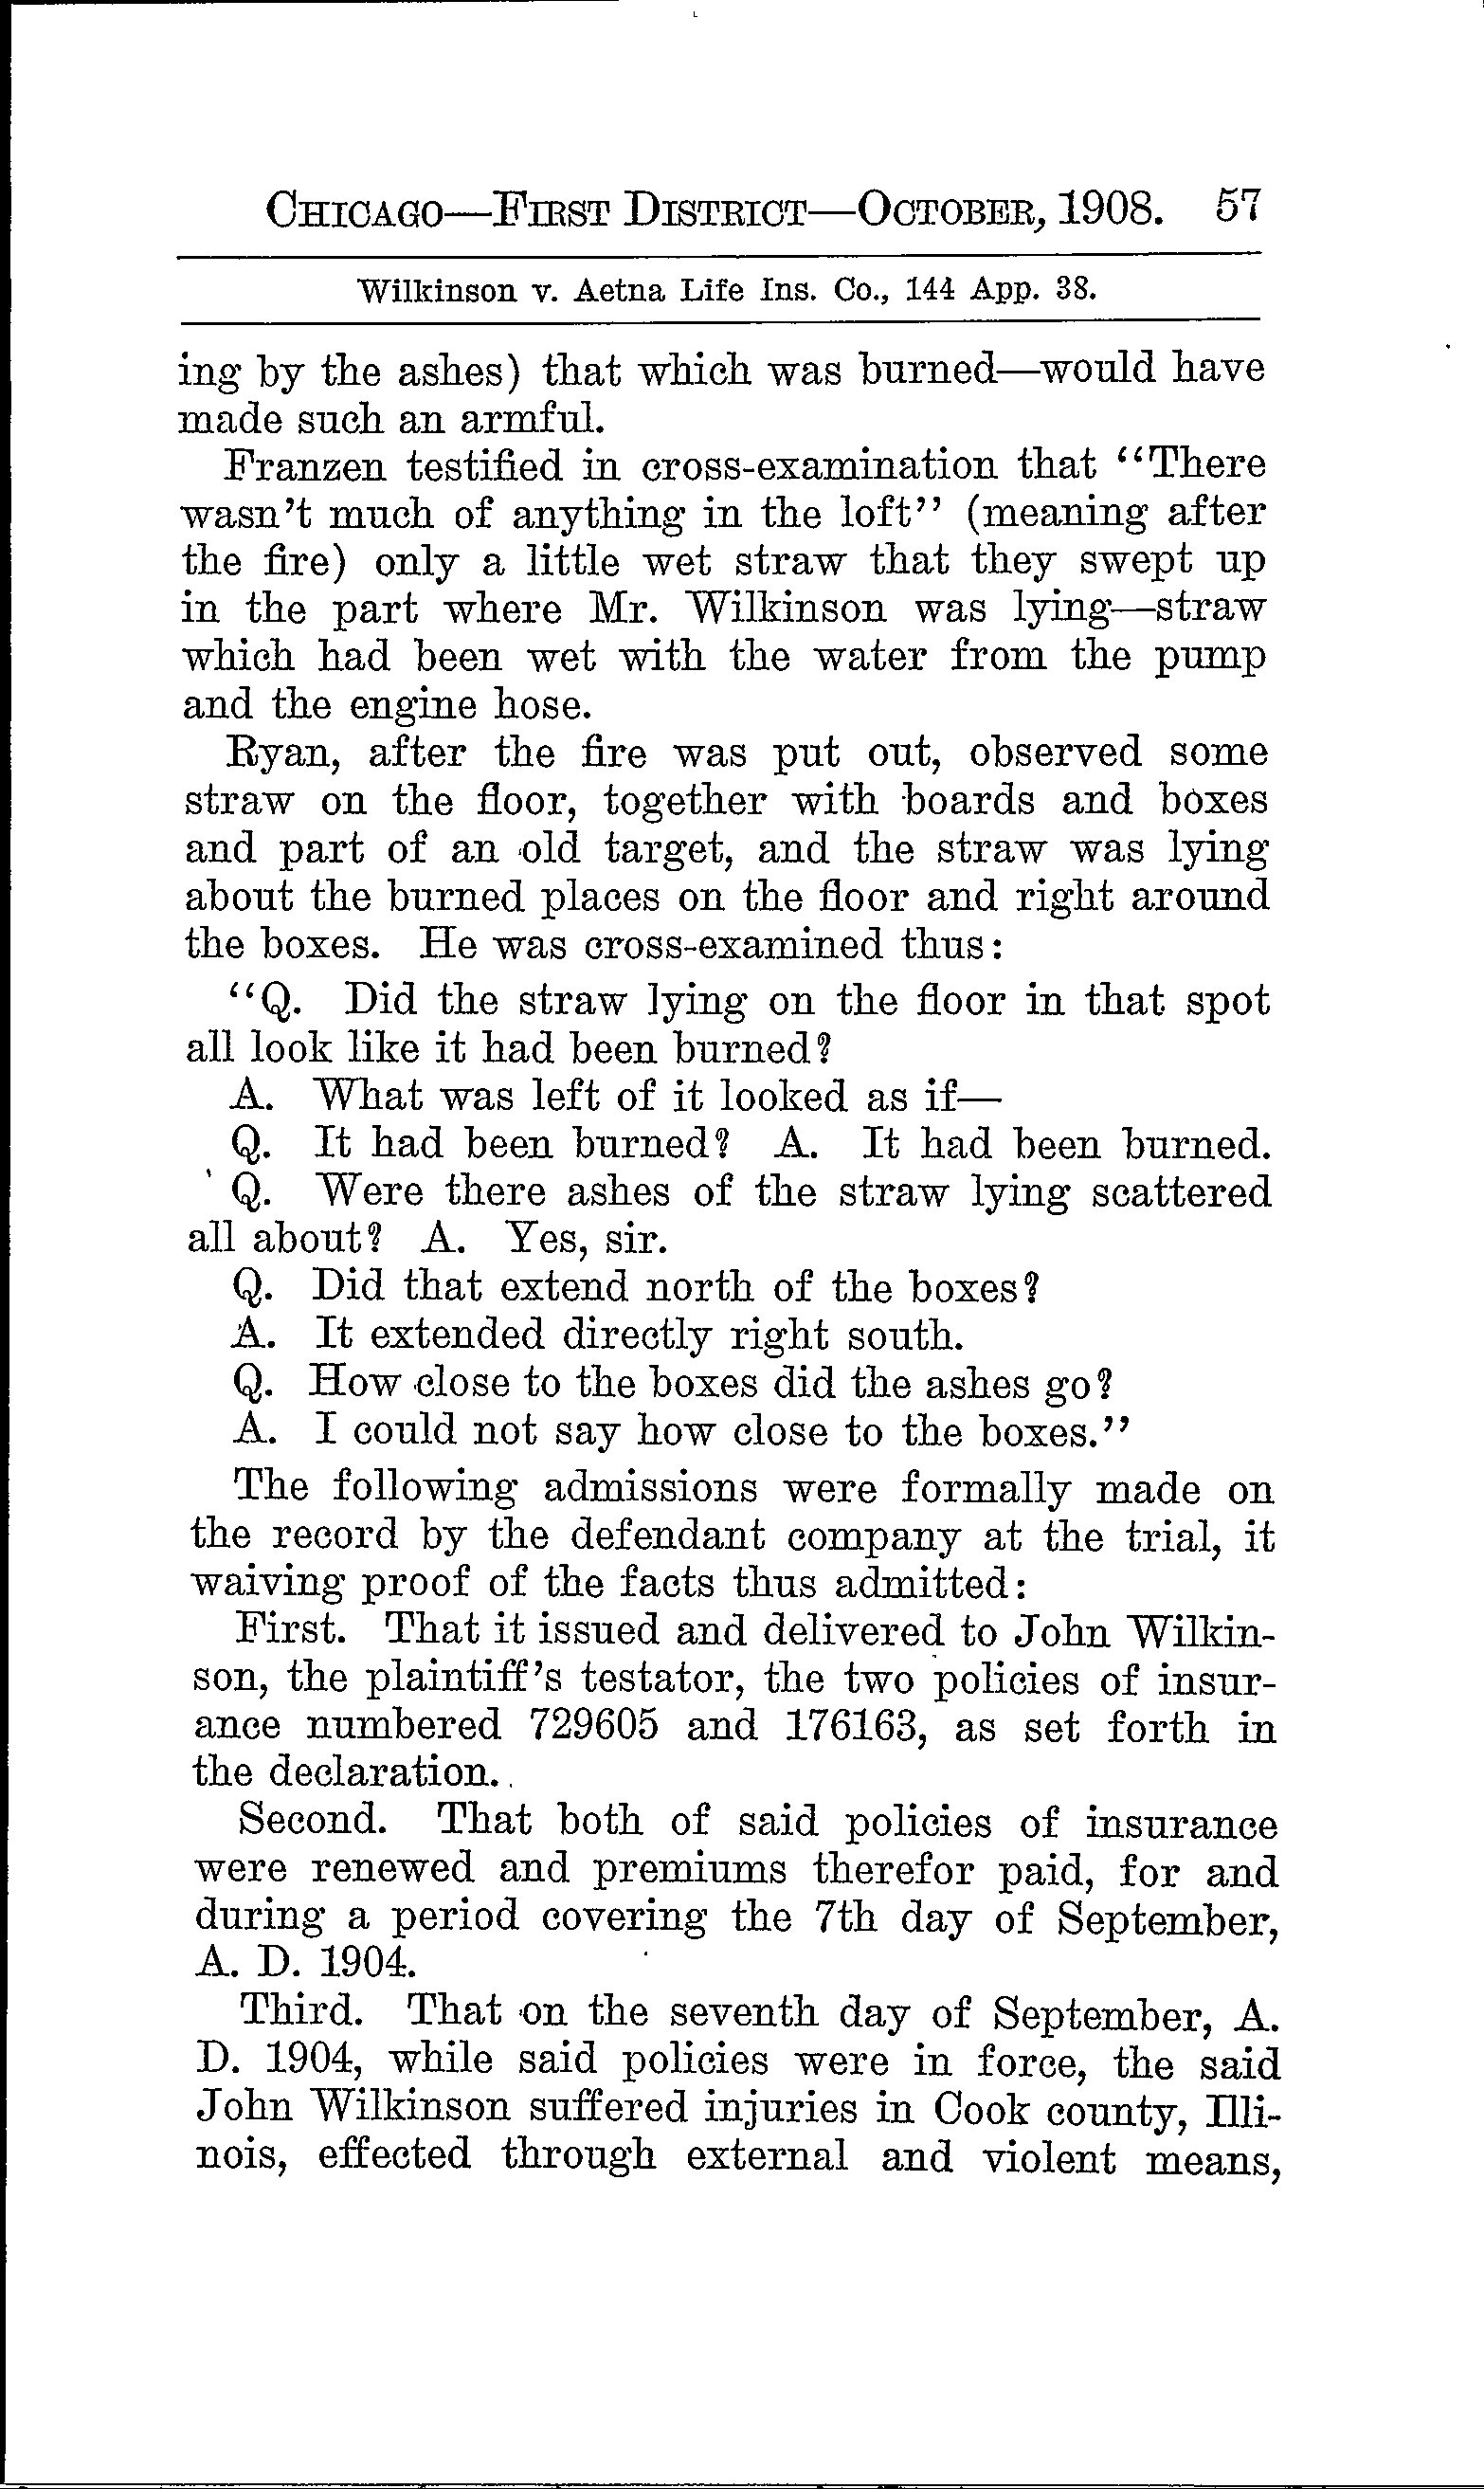 CHICAGO—FIRST DISTRICT—OCTOBER, 1908. 57
Wilkinson v. Aetna Life Ins. Co., 144 App. 38.
ing by the ashes) that which was burned—would have
made such an armful.
Franzen testified in cross-examination that "There
wasn't much of anything in the loft" (meaning after
the fire) only a little wet straw that they swept up
in the part where Mr. Wilkinson was lying—straw
which had been wet with the water from the pump
and the engine hose.
Ryan, after the fire was put out, observed some
straw on the floor, together with boards and boxes
and part of an old target, and the straw was lying
about the burned places on the floor and right around
the boxes. He was cross-examined thus:
"Q. Did the straw lying on the floor in that spot
all look like it had been burned?
A. What was left of it looked as if—
Q. It had been burned? A. It had been burned.
Q. Were there ashes of the straw lying scattered
all about? A. Yes, sir.
Q. Did that extend north of the boxes?
A. It extended directly right south.
Q. How close to the boxes did the ashes go?
A. I could not say how close to the boxes."
The following admissions were formally made on
the record by the defendant company at the trial, it
waiving proof of the facts thus admitted:
First. That it issued and delivered to John Wilkin-
son, the plaintiff's testator, the two policies of insur-
ance numbered 729605 and 176163, as set forth in
the declaration.
Second. That both of said policies of insurance
were renewed and premiums therefor paid, for and
during a period covering the 7th day of September,
A. D. 1904.
Third. That on the seventh day of September, A.
D. 1904, while said policies were in force, the said
John Wilkinson suffered injuries in Cook county, Illi-
nois, effected through external and violent means,